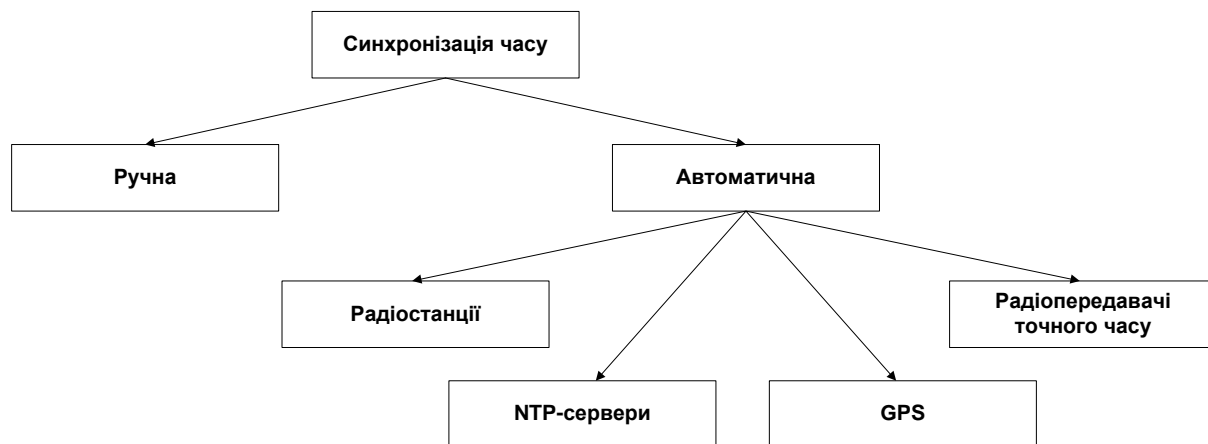 Синхронізація часу
Ручна
Автоматична
Радіостанції
Радіопередавачі
точного часу
NTP-сервери
GPS